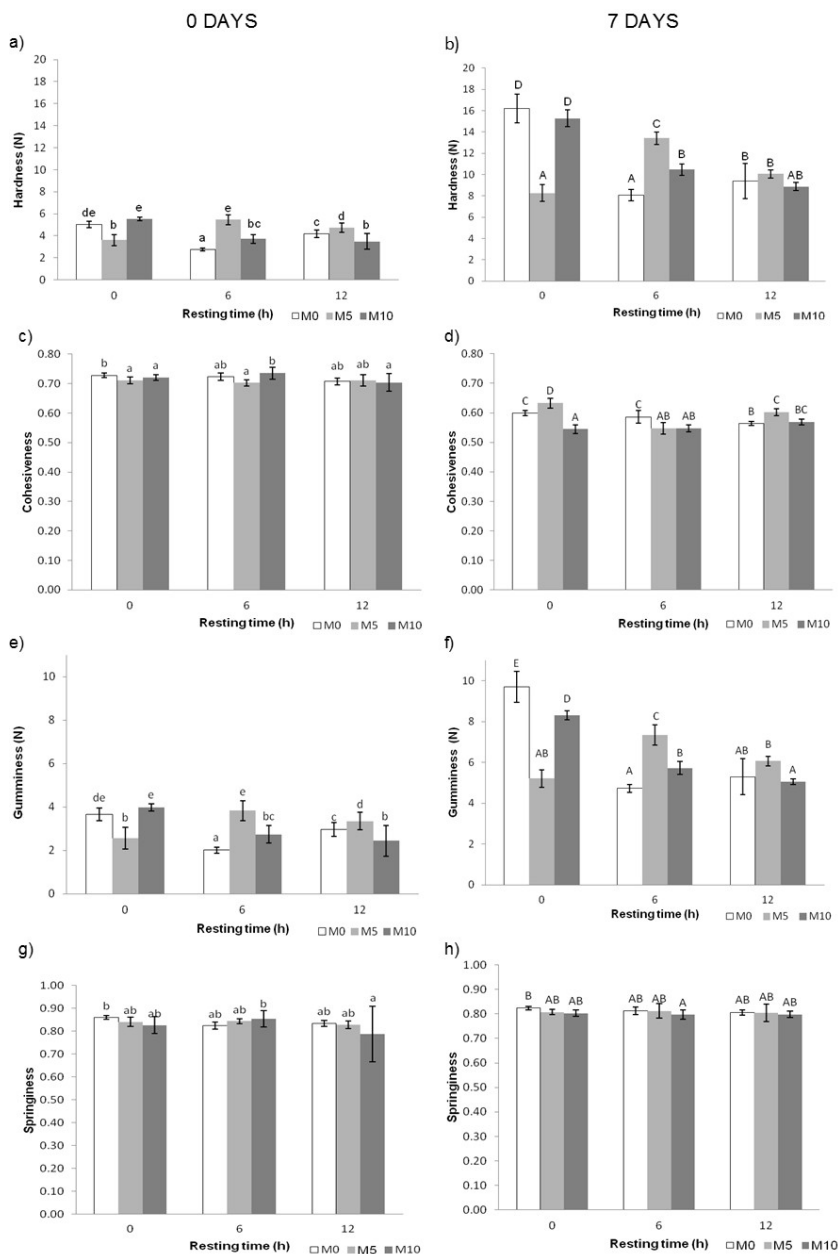 0 DAYS
7 DAYS
a)
20
18
16
14
12
10
8
6
4
2
0
Hardness (N)
de b e
a e bc
c d b
0 6 12
Resting time (h)
M0 M5 M10
b)
20
18
16
14
12
10
8
6
4
2
0
Hardness (N)
D A D
A C B
B B AB
0 6 12
Resting time (h)
M0 M5 M10
c)
0.80
0.70
0.60
0.50
0.40
0.30
0.20
0.10
0.00
Cohesiveness
b a a
ab a b
ab ab a
0 6 12
Resting time (h)
M0 M5 M10
d)
0.80
0.70
0.60
0.50
0.40
0.30
0.20
0.10
0.00
Cohesiveness
C D A
C AB AB
B C BC
0 6 12
Resting time (h)
M0 M5 M10
e)
10
8
6
4
2
0
Gumminess (N)
de b e
a e bc
c d b
0 6 12
Resting time (h)
M0 M5 M10
f)
10
8
6
4
2
0
Gumminess (N)
E AB D
A C B
AB B A
0 6 12
Resting time (h)
M0 M5 M10
g)
1.00
0.90
0.80
0.70
0.60
0.50
0.40
0.30
0.20
0.10
0.00
Springiness
b ab ab
ab ab b
ab ab a
0 6 12
Resting time (h)
M0 M5 M10
h)
1.00
0.90
0.80
0.70
0.60
0.50
0.40
0.30
0.20
0.10
0.00
Springiness
B AB AB
AB AB A
AB AB AB
0 6 12
Resting time (h)
M0 M5 M10